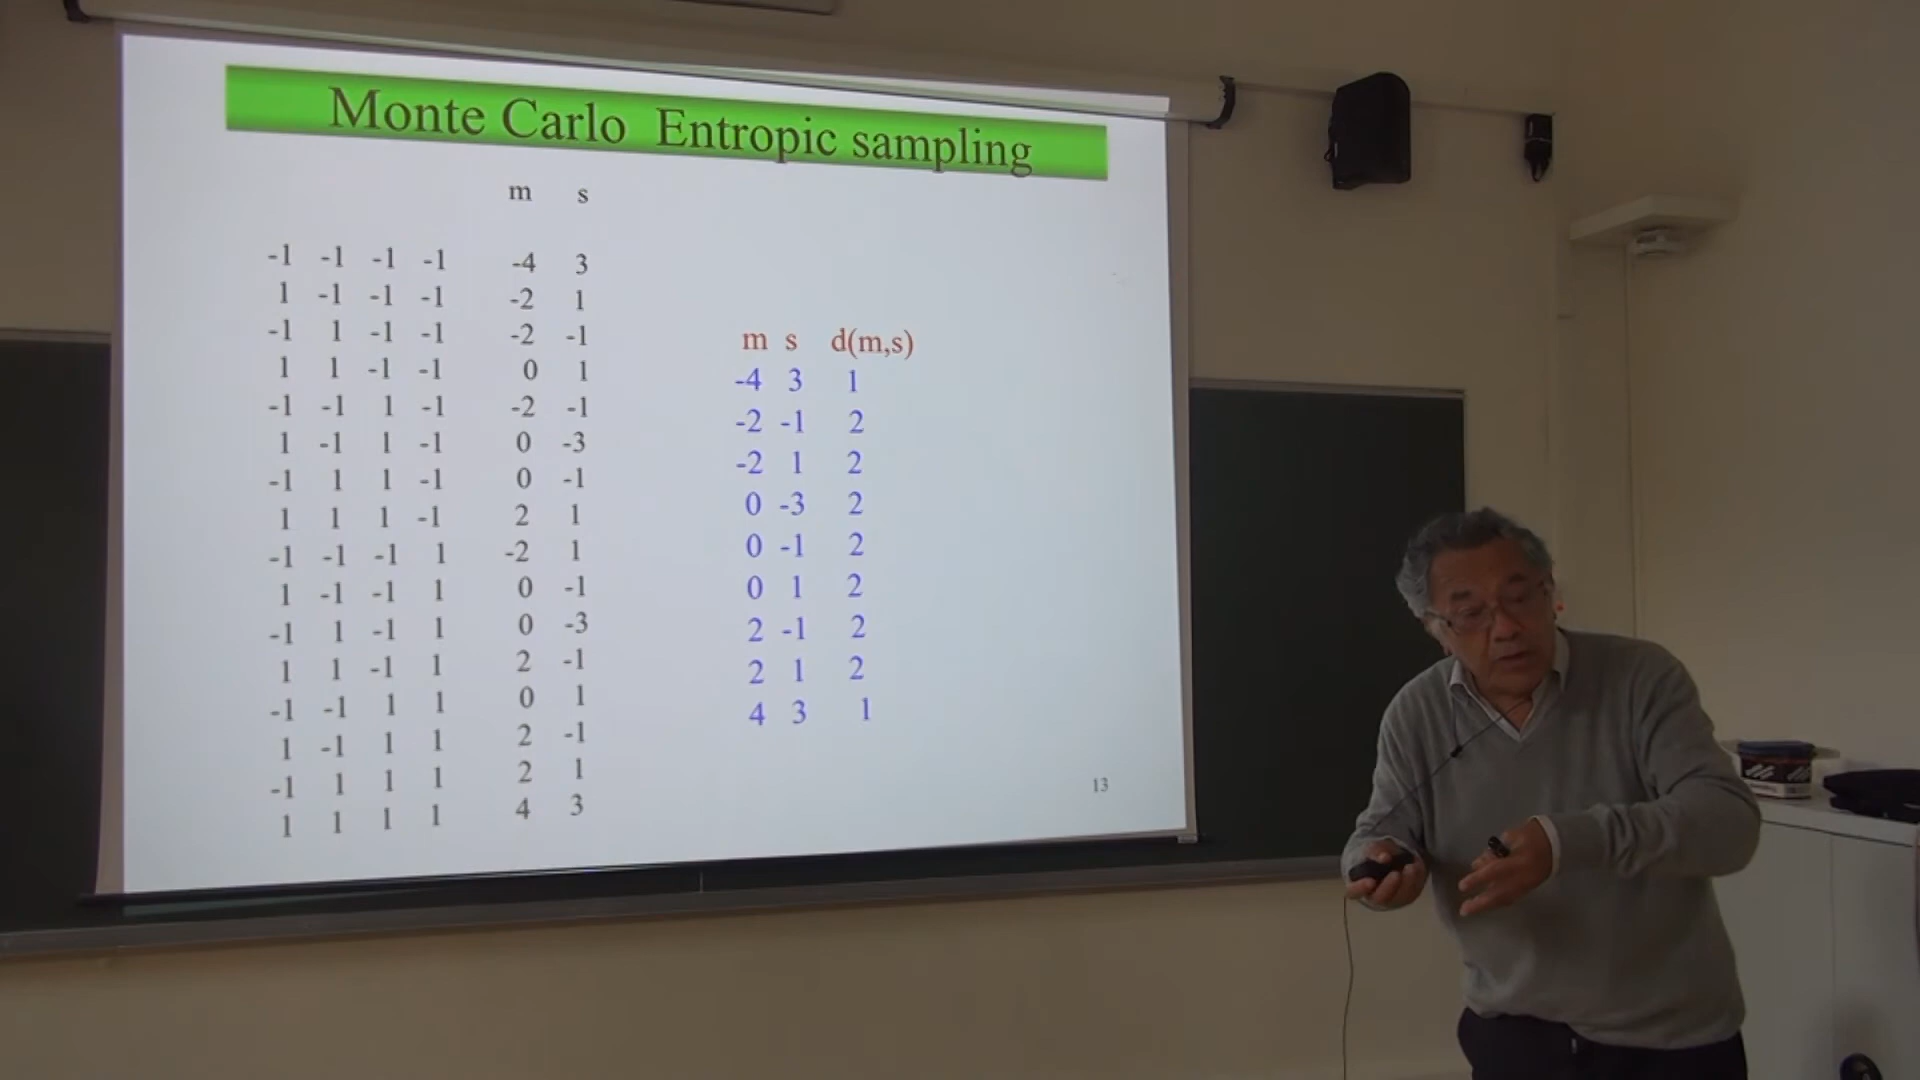 Monte Carlo Entropic sampling
m s
-1 -1 -1 -1 -4 3
1 -1 -1 -1 -2 1
-1 1 -1 -1 -2 -1
1 1 -1 -1 0 1
-1 -1 1 -1 -2 -1
1 -1 1 -1 0 -3
-1 1 1 -1 0 -1
1 1 1 -1 2 1
-1 -1 -1 1 -2 1
1 -1 -1 1 0 -1
-1 1 -1 1 0 -3
1 1 -1 1 2 -1
-1 -1 1 1 0 1
1 -1 1 1 2 -1
-1 1 1 1 2 1
1 1 1 1 4 3
m s d(m,s)
-4 3 1
-2 -1 2
-2 1 2
0 -3 2
0 -1 2
0 1 2
2 -1 2
2 1 2
4 3 1
13